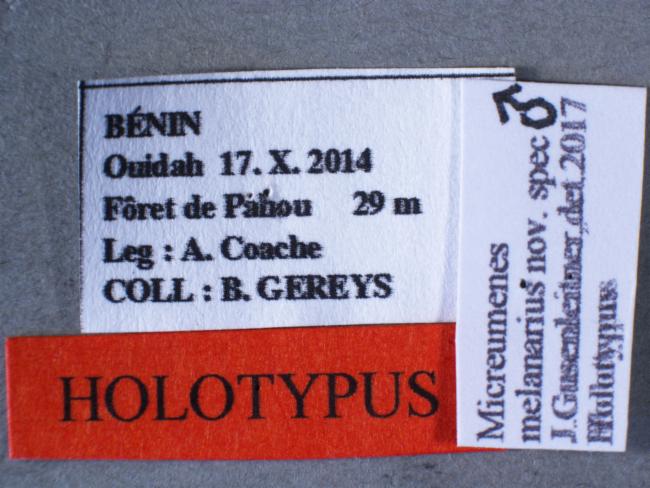 BÉNIN
Ouidah 17. X. 2014
Fôret de Pahou 29 m
Leg : A. Coache
COLL : B. GEREYS
HOLOTYPUS
♂
Micreumenes
melanarius nov. spec
J.Gusenleitner det.2017
Holotypus